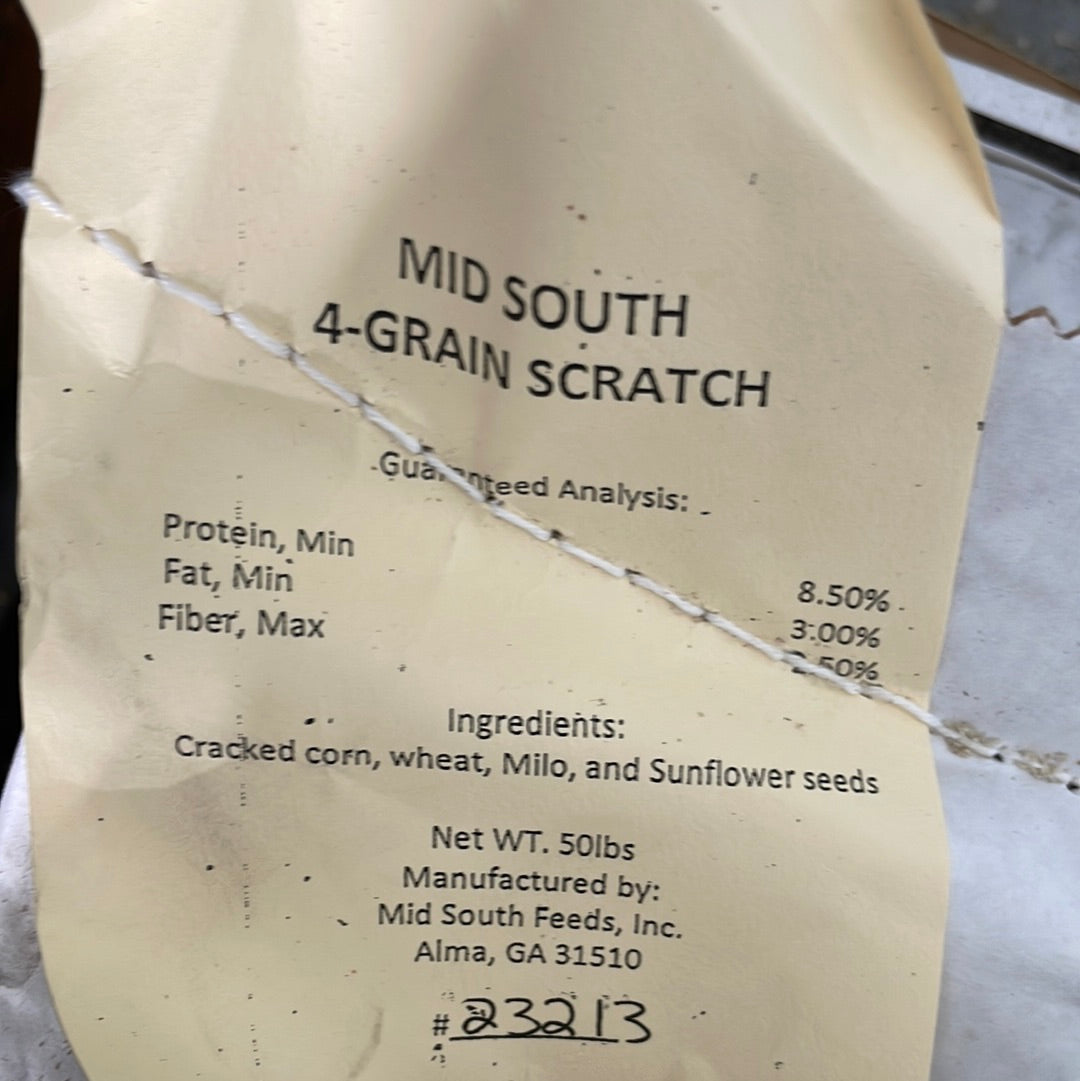 MID SOUTH
4-GRAIN SCRATCH
Guaranteed Analysis:
Protein, Min 8.50%
Fat, Min 3.00%
Fiber, Max
Ingredients:
Cracked corn, wheat, Milo, and Sunflower seeds
Net WT. 50lbs
Manufactured by:
Mid South Feeds, Inc.
Alma, GA 31510
# 23213